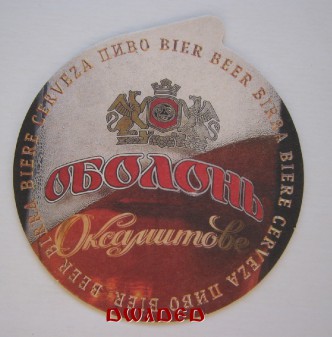 BIERE CERVEZA ПИВО BIER BEER BIRRA BIERE CERVEZA ПИВО BIER BEER BIRRA
ОБОЛОНЬ
Оксамитове
DWADED